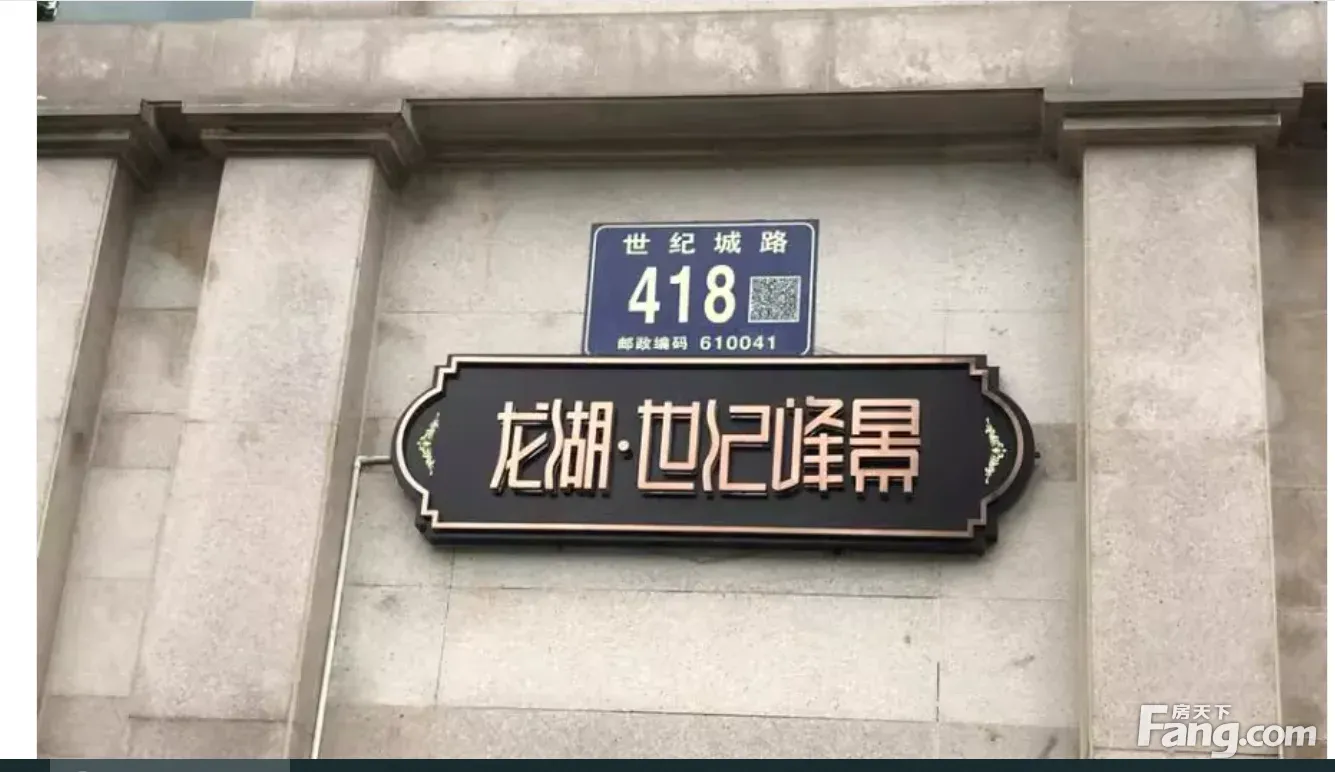 世纪城路
418
邮政编码 610041
龙湖·世纪峰景
房天下
Fang.com